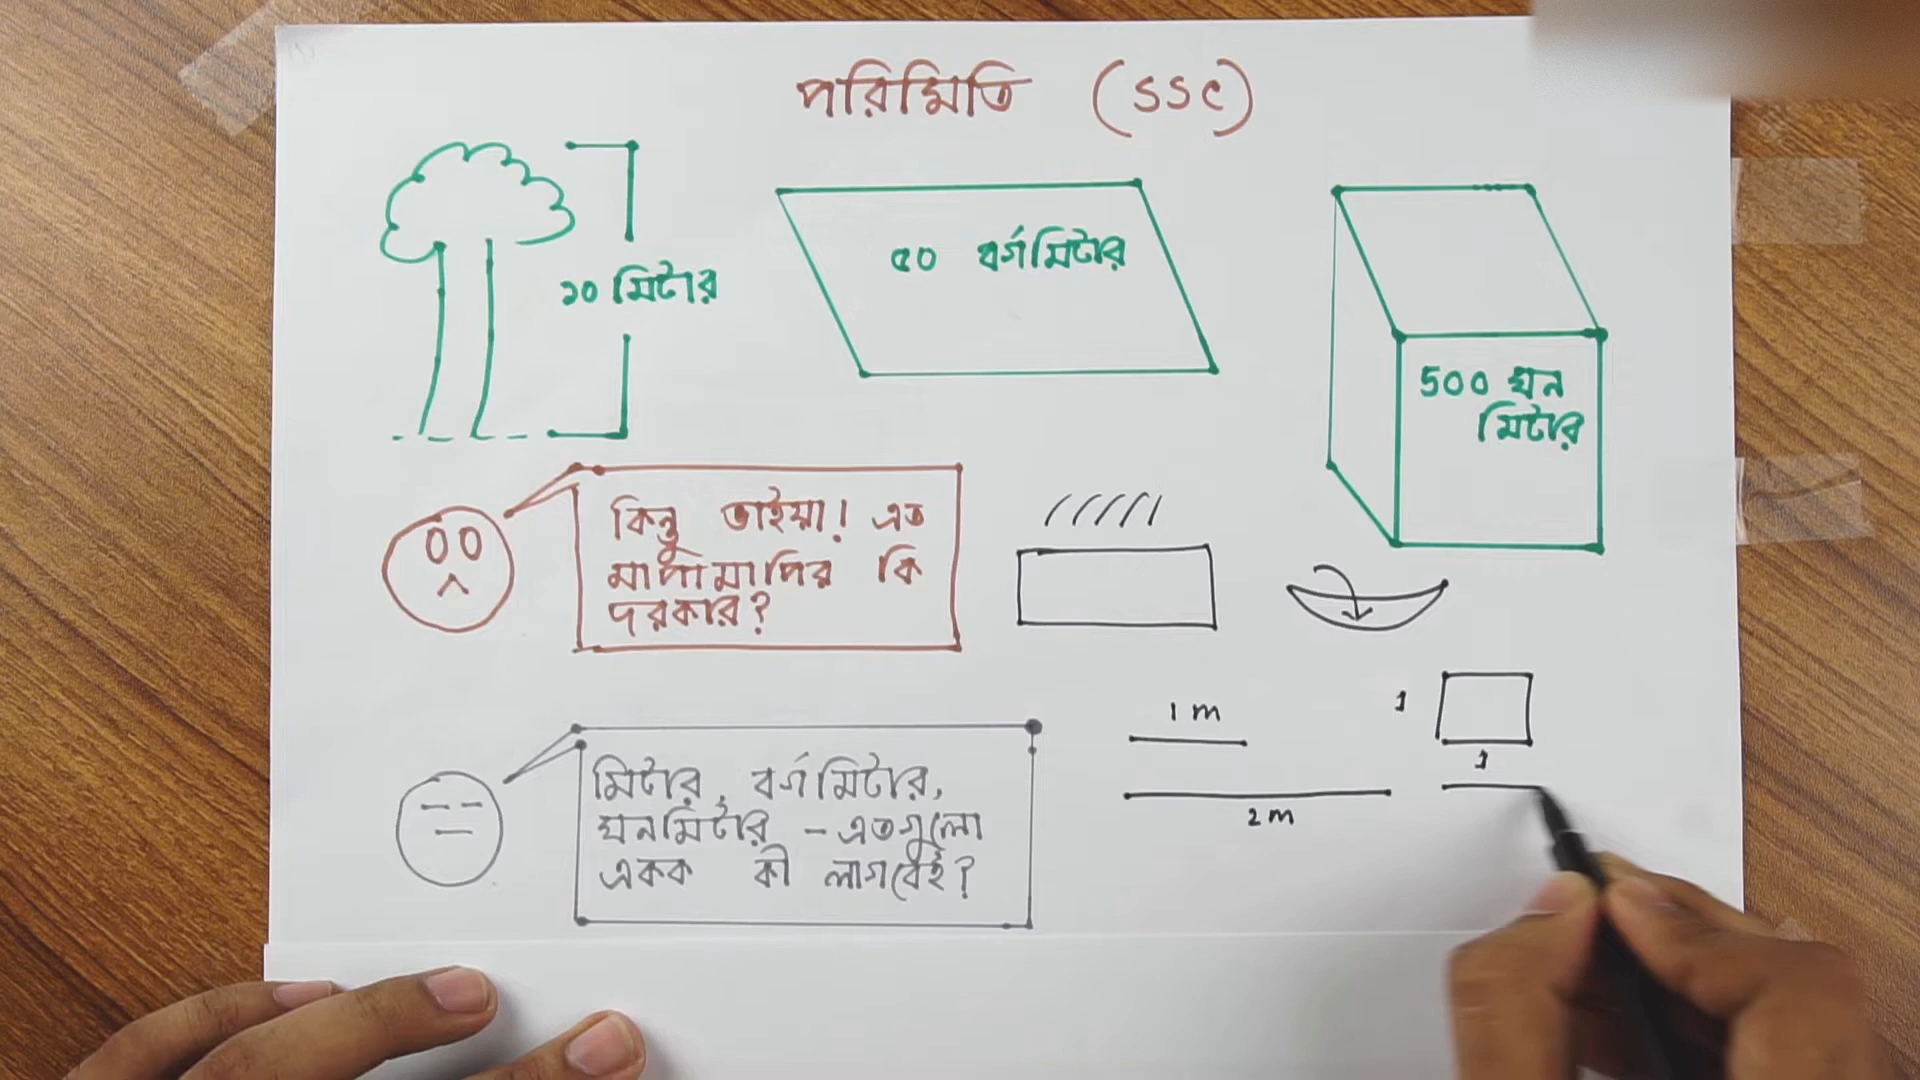 পরিমিতি (SSC)
১০ মিটার
৫০ বর্গমিটার
500 ঘন
মিটার
কিন্তু ভাইয়া! এত
মাপামাপির কি
দরকার?
মিটার, বর্গমিটার,
ঘনমিটার - এতগুলো
একক কী লাগবেই?
1 m
2 m
1
1